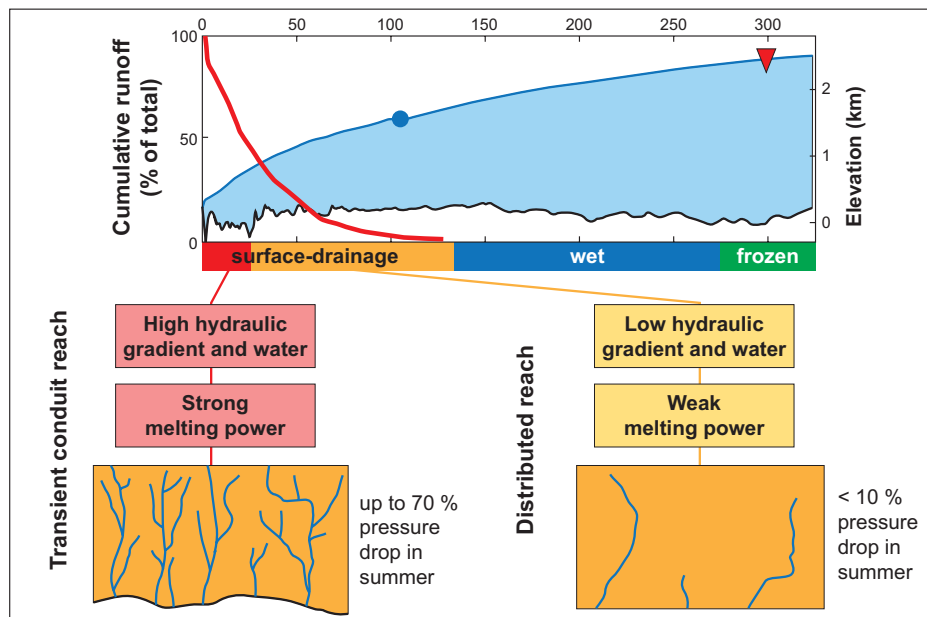 0 50 100 150 200 250 300
100
50
0
Cumulative runoff
(% of total)
2
1
0
Elevation (km)
surface-drainage wet frozen
Transient conduit reach
High hydraulic
gradient and water
Strong
melting power
up to 70 %
pressure
drop in
summer
Distributed reach
Low hydraulic
gradient and water
Weak
melting power
< 10 %
pressure
drop in
summer